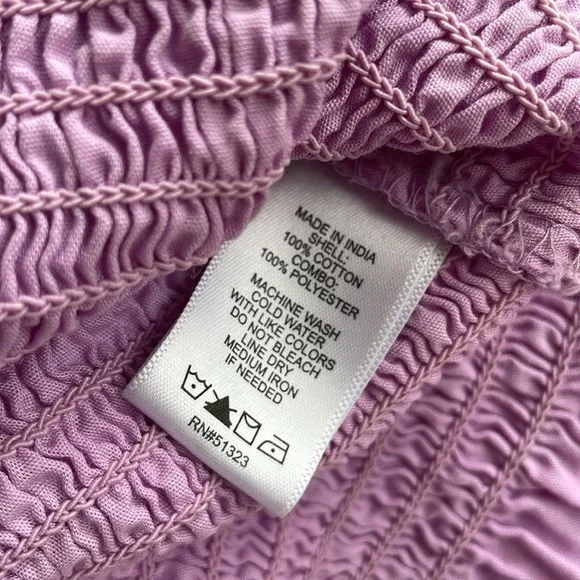 MADE IN INDIA
SHELL:
100% COTTON
COMBO:
100% POLYESTER
MACHINE WASH
COLD WATER
WITH LIKE COLORS
DO NOT BLEACH
LINE DRY
MEDIUM IRON
IF NEEDED
RN#51323